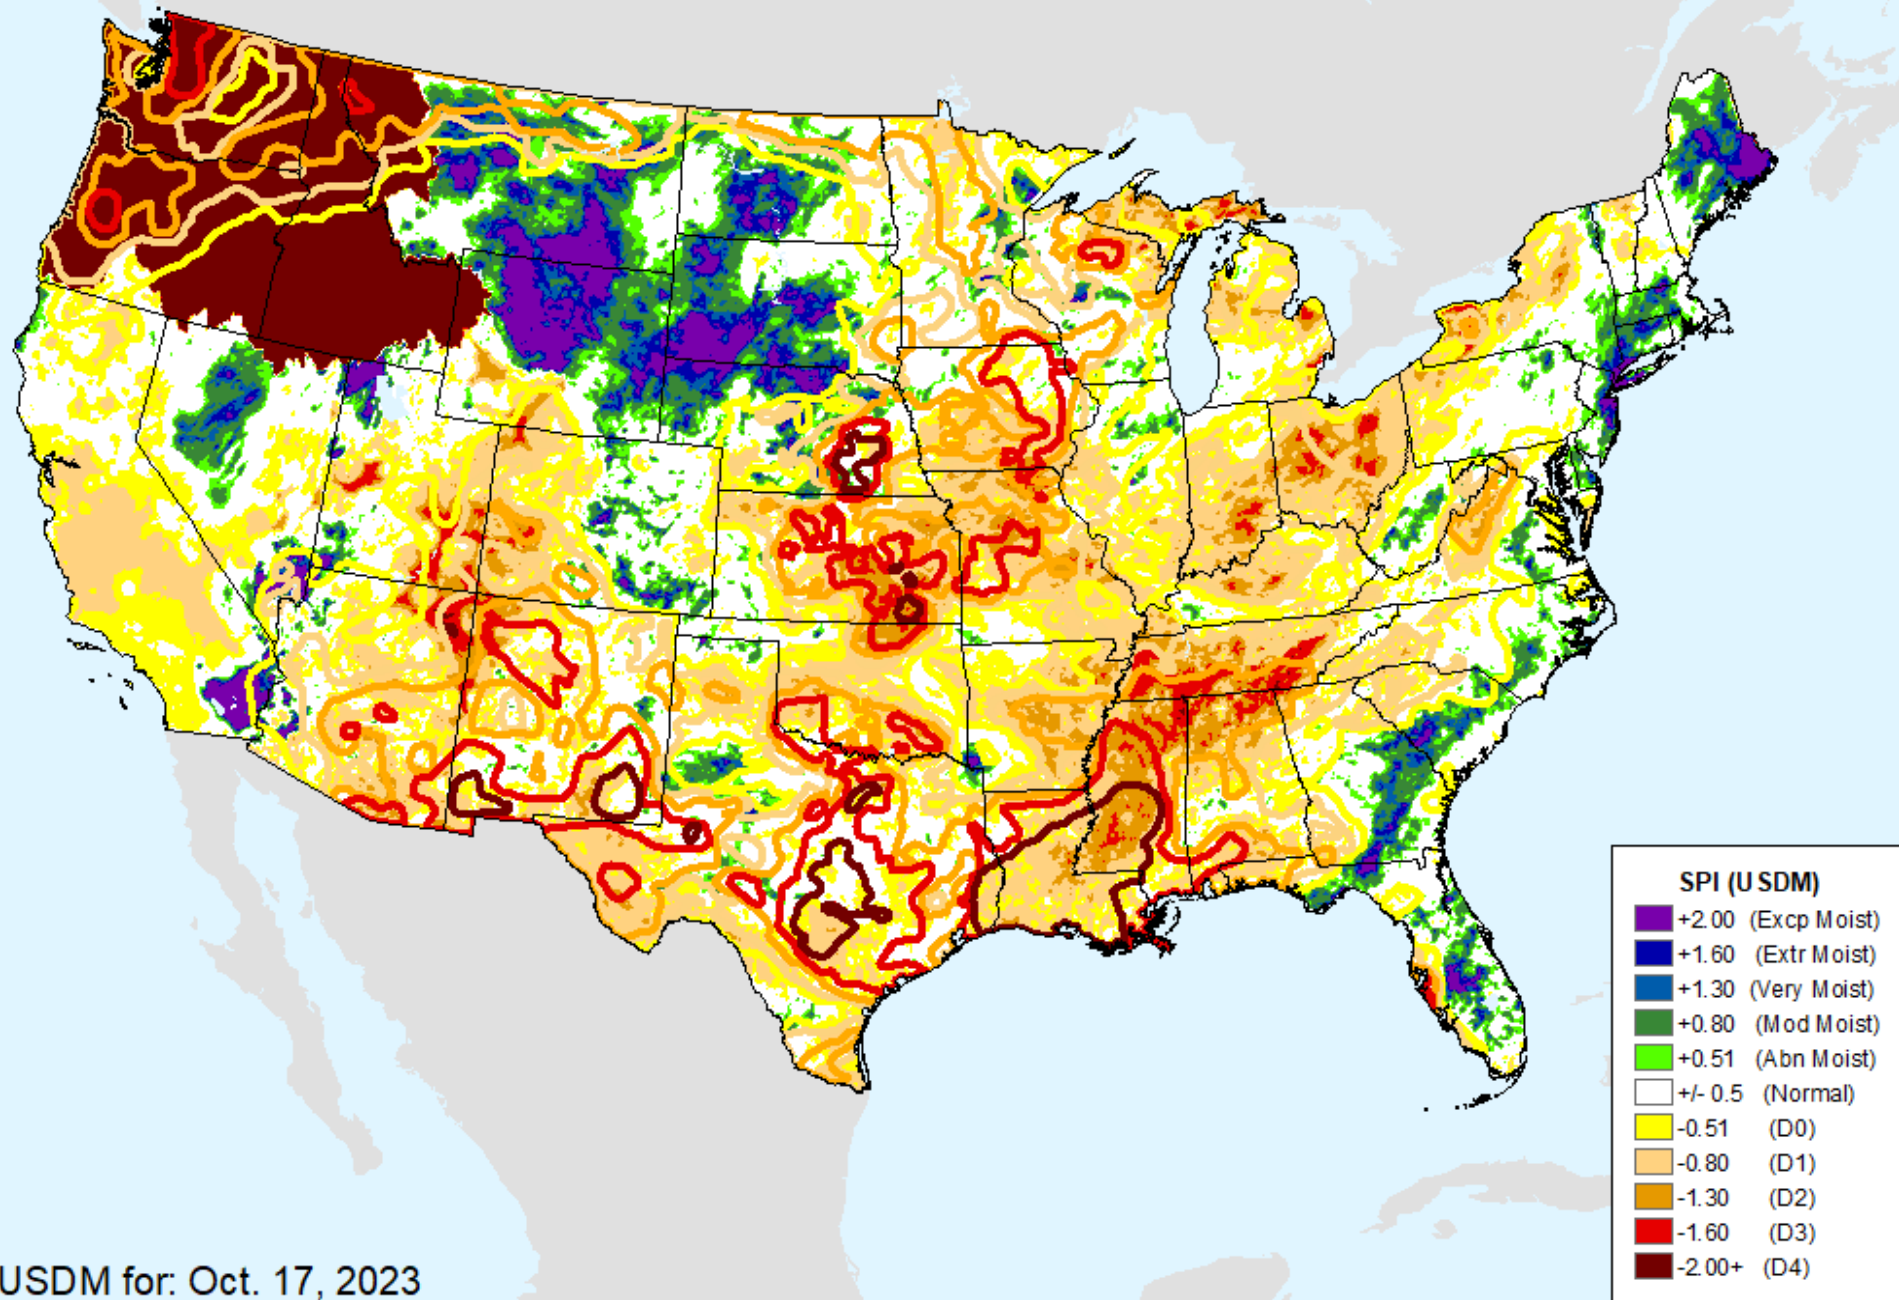 SPI (USDM)
+2.00 (Excp Moist)
+1.60 (Extr Moist)
+1.30 (Very Moist)
+0.80 (Mod Moist)
+0.51 (Abn Moist)
+/- 0.5 (Normal)
-0.51 (D0)
-0.80 (D1)
-1.30 (D2)
-1.60 (D3)
-2.00+ (D4)
USDM for: Oct. 17, 2023